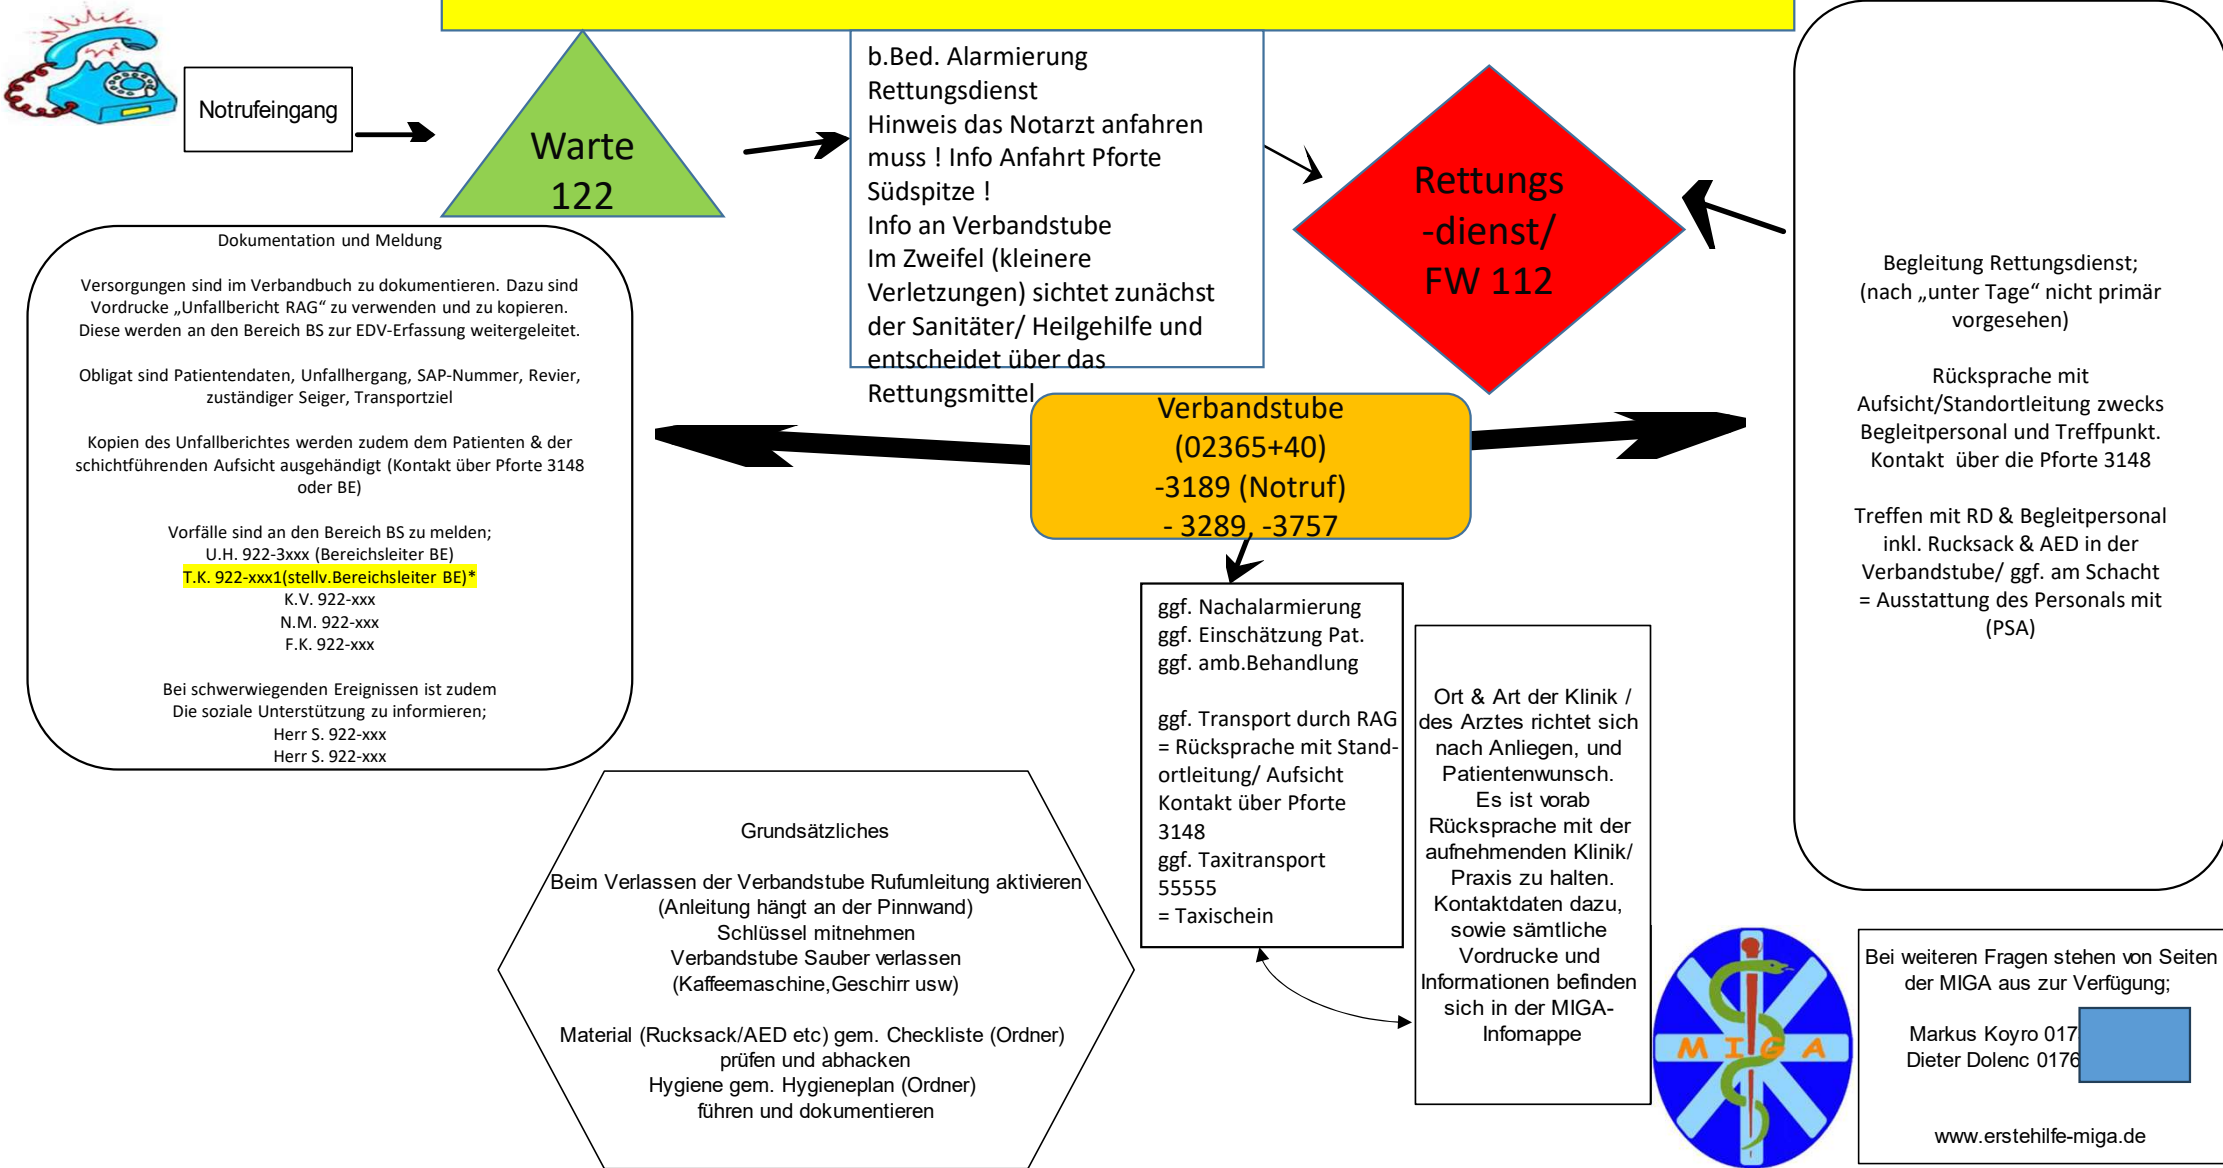 Notrufeingang
Warte
122
b.Bed. Alarmierung
Rettungsdienst
Hinweis das Notarzt anfahren
muss ! Info Anfahrt Pforte
Südspitze !
Info an Verbandstube
Im Zweifel (kleinere
Verletzungen) sichtet zunächst
der Sanitäter/ Heilgehilfe und
entscheidet über das
Rettungsmittel
Rettungs
-dienst/
FW 112
Begleitung Rettungsdienst;
(nach „unter Tage“ nicht primär
vorgesehen)
Rücksprache mit
Aufsicht/Standortleitung zwecks
Begleitpersonal und Treffpunkt.
Kontakt über die Pforte 3148
Treffen mit RD & Begleitpersonal
inkl. Rucksack & AED in der
Verbandstube/ ggf. am Schacht
= Ausstattung des Personals mit
(PSA)
Dokumentation und Meldung
Versorgungen sind im Verbandbuch zu dokumentieren. Dazu sind
Vordrucke „Unfallbericht RAG“ zu verwenden und zu kopieren.
Diese werden an den Bereich BS zur EDV-Erfassung weitergeleitet.
Obligat sind Patientendaten, Unfallhergang, SAP-Nummer, Revier,
zuständiger Seiger, Transportziel
Kopien des Unfallberichtes werden zudem dem Patienten & der
schichtführenden Aufsicht ausgehändigt (Kontakt über Pforte 3148
oder BE)
Vorfälle sind an den Bereich BS zu melden;
U.H. 922-3xxx (Bereichsleiter BE)
T.K. 922-xxx1(stellv.Bereichsleiter BE)*
K.V. 922-xxx
N.M. 922-xxx
F.K. 922-xxx
Bei schwerwiegenden Ereignissen ist zudem
Die soziale Unterstützung zu informieren;
Herr S. 922-xxx
Herr S. 922-xxx
Verbandstube
(02365+40)
-3189 (Notruf)
- 3289, -3757
ggf. Nachalarmierung
ggf. Einschätzung Pat.
ggf. amb.Behandlung
ggf. Transport durch RAG
= Rücksprache mit Stand-
ortleitung/ Aufsicht
Kontakt über Pforte
3148
ggf. Taxitransport
55555
= Taxischein
Ort & Art der Klinik /
des Arztes richtet sich
nach Anliegen, und
Patientenwunsch.
Es ist vorab
Rücksprache mit der
aufnehmenden Klinik/
Praxis zu halten.
Kontaktdaten dazu,
sowie sämtliche
Vordrucke und
Informationen befinden
sich in der MIGA-
Infomappe
Grundsätzliches
Beim Verlassen der Verbandstube Rufumleitung aktivieren
(Anleitung hängt an der Pinnwand)
Schlüssel mitnehmen
Verbandstube Sauber verlassen
(Kaffeemaschine,Geschirr usw)
Material (Rucksack/AED etc) gem. Checkliste (Ordner)
prüfen und abhacken
Hygiene gem. Hygieneplan (Ordner)
führen und dokumentieren
MIGA
Bei weiteren Fragen stehen von Seiten
der MIGA aus zur Verfügung;
Markus Koyro 017
Dieter Dolenc 0176
www.erstehilfe-miga.de